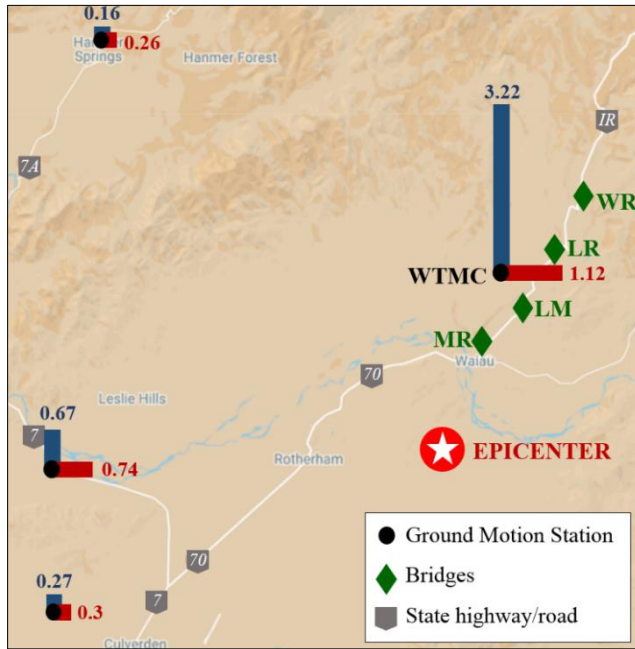 0.16
Hanmer
Springs
0.26
Hanmer Forest
7A
3.22
IR
WR
LR
WTMC
1.12
LM
MR
Waiau
70
Leslie Hills
0.67
7
0.74
Rotherham
EPICENTER
70
0.27
0.3
7
Culverden
Ground Motion Station
Bridges
State highway/road